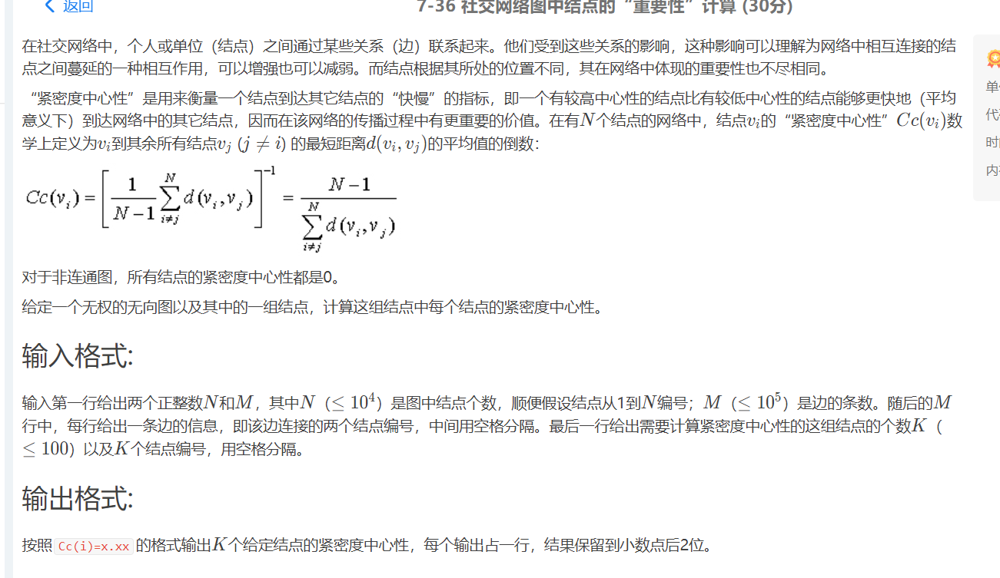 返回
7-36 社交网络图中结点的“重要性”计算 (30分)
在社交网络中，个人或单位（结点）之间通过某些关系（边）联系起来。他们受到这些关系的影响，这种影响可以理解为网络中相互连接的结
点之间蔓延的一种相互作用，可以增强也可以减弱。而结点根据其所处的位置不同，其在网络中体现的重要性也不尽相同。
“紧密度中心性”是用来衡量一个结点到达其它结点的“快慢”的指标，即一个有较高中心性的结点比有较低中心性的结点能够更快地（平均
意义下）到达网络中的其它结点，因而在该网络的传播过程中有更重要的价值。在有N个结点的网络中，结点v_i的“紧密度中心性”Cc(v_i)数
学上定义为v_i到其余所有结点v_j (j ≠ i) 的最短距离d(v_i, v_j)的平均值的倒数：
Cc(v_i) = [ 1/(N−1) ∑_{i≠j}^{N} d(v_i, v_j) ]^{-1} = (N−1) / ∑_{i≠j}^{N} d(v_i, v_j)
对于非连通图，所有结点的紧密度中心性都是0。
给定一个无权的无向图以及其中的一组结点，计算这组结点中每个结点的紧密度中心性。
输入格式:
输入第一行给出两个正整数N和M，其中N（≤ 10^4）是图中结点个数，顺便假设结点从1到N编号；M（≤ 10^5）是边的条数。随后的M
行中，每行给出一条边的信息，即该边连接的两个结点编号，中间用空格分隔。最后一行给出需要计算紧密度中心性的这组结点的个数K（
≤ 100）以及K个结点编号，用空格分隔。
输出格式:
按照Cc(i)=x.xx的格式输出K个给定结点的紧密度中心性，每个输出占一行，结果保留到小数点后2位。